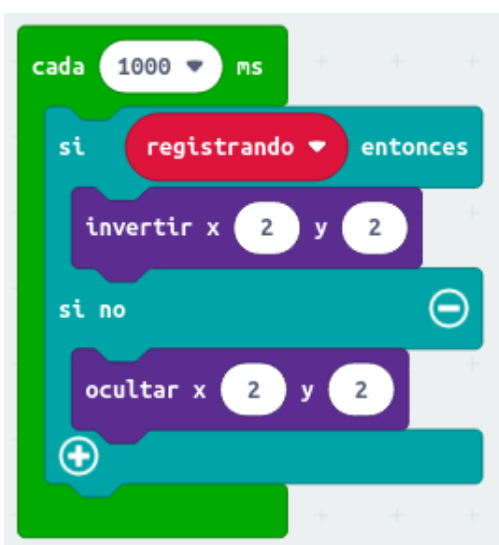 cada 1000 ms
si registrando entonces
invertir x 2 y 2
si no
ocultar x 2 y 2